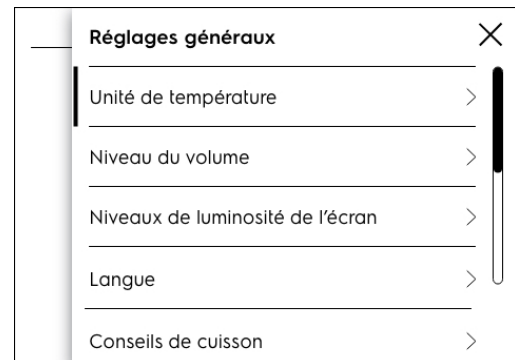 Réglages généraux
Unité de température
Niveau du volume
Niveaux de luminosité de l’écran
Langue
Conseils de cuisson